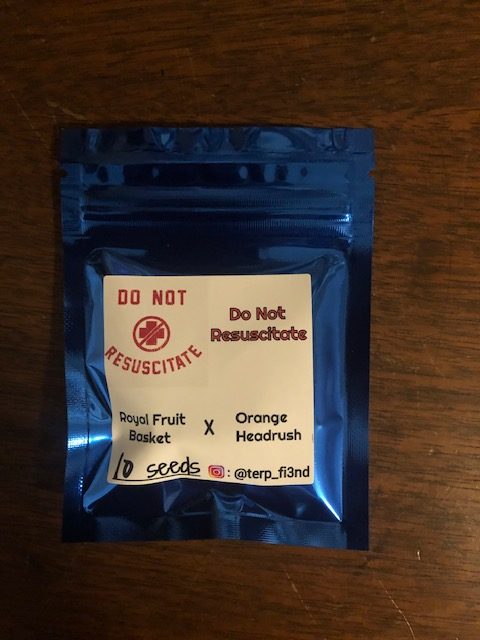 DO NOT
RESUSCITATE
Do Not
Resuscitate
Royal Fruit
Basket
X
Orange
Headrush
10 seeds
: @terp_fi3nd